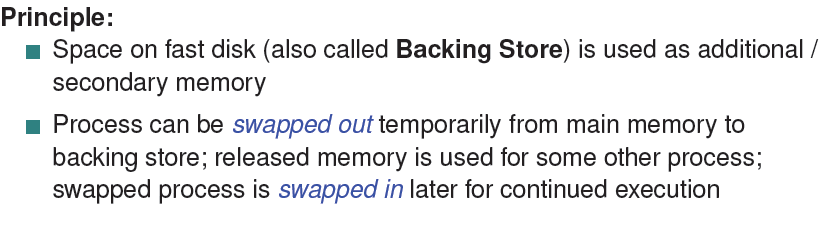 Principle:
Space on fast disk (also called Backing Store) is used as additional /
secondary memory
Process can be swapped out temporarily from main memory to
backing store; released memory is used for some other process;
swapped process is swapped in later for continued execution